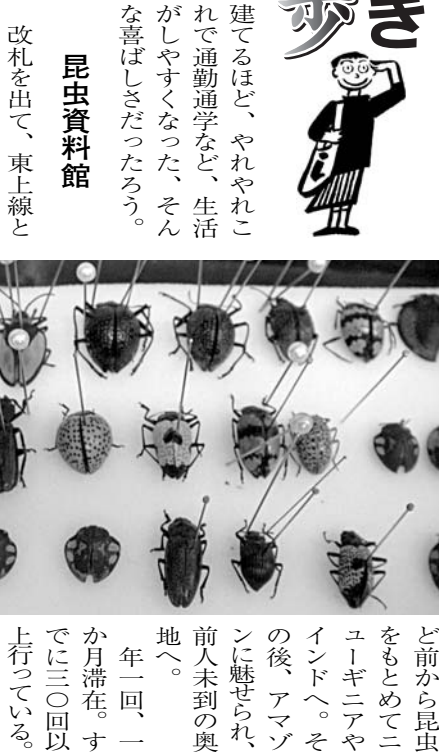 歩き
建てるほど、やれやれこ
れで通勤通学など、生活
がしやすくなった、そん
な喜ばしさだったろう。
昆虫資料館
改札を出て、東上線と
ど前から昆虫
をもとめてニ
ューギニアや
インドへ。そ
の後、アマゾ
ンに魅せられ、
前人未到の奥
地へ。
年一回、一
か月滞在。す
でに三〇回以
上行っている。